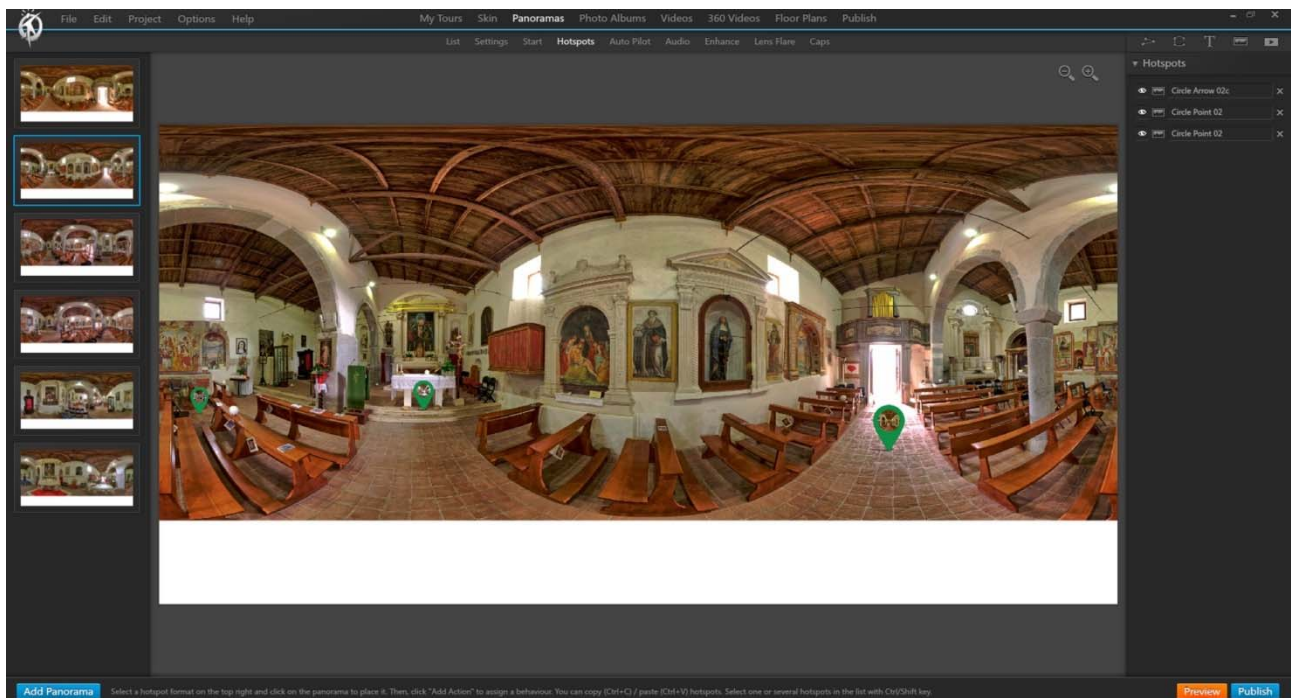 File Edit Project Options Help
My Tours Skin Panoramas Photo Albums Videos 360 Videos Floor Plans Publish
List Settings Start Hotspots Auto Pilot Audio Enhance Lens Flare Caps
Hotspots
Circle Arrow 02c
Circle Point 02
Circle Point 02
Add Panorama
Select a hotspot format on the top right and click on the panorama to place it. Then, click "Add Action" to assign a behaviour. You can copy (Ctrl+C) / paste (Ctrl+V) hotspots. Select one or several hotspots in the list with Ctrl/Shift key.
Preview Publish